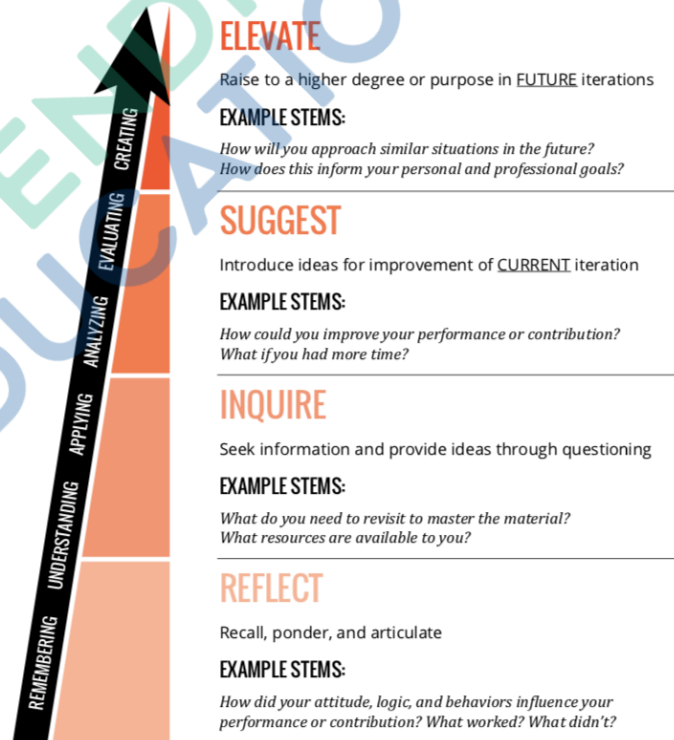 ELEVATE
Raise to a higher degree or purpose in FUTURE iterations
EXAMPLE STEMS:
How will you approach similar situations in the future?
How does this inform your personal and professional goals?
SUGGEST
Introduce ideas for improvement of CURRENT iteration
EXAMPLE STEMS:
How could you improve your performance or contribution?
What if you had more time?
INQUIRE
Seek information and provide ideas through questioning
EXAMPLE STEMS:
What do you need to revisit to master the material?
What resources are available to you?
REFLECT
Recall, ponder, and articulate
EXAMPLE STEMS:
How did your attitude, logic, and behaviors influence your
performance or contribution? What worked? What didn't?
CREATING
EVALUATING
ANALYZING
APPLYING
UNDERSTANDING
REMEMBERING